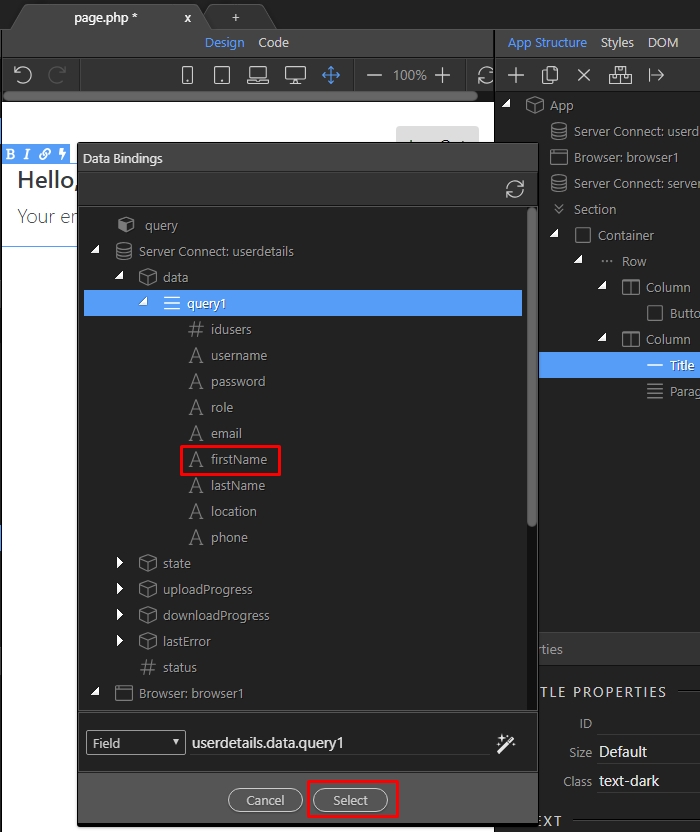 page.php *
x
+
Design
Code
App Structure
Styles
DOM
100%
App
Server Connect: userd
Browser: browser1
Server Connect: server
Section
Container
Row
Column
Butto
Column
Title
Parag
B I
Hello,
Your er
Data Bindings
query
Server Connect: userdetails
data
query1
# idusers
A username
A password
A role
A email
A firstName
A lastName
A location
A phone
state
uploadProgress
downloadProgress
lastError
# status
Browser: browser1
Field
userdetails.data.query1
Cancel
Select
rties
TLE PROPERTIES
ID
Size Default
Class text-dark
EXT